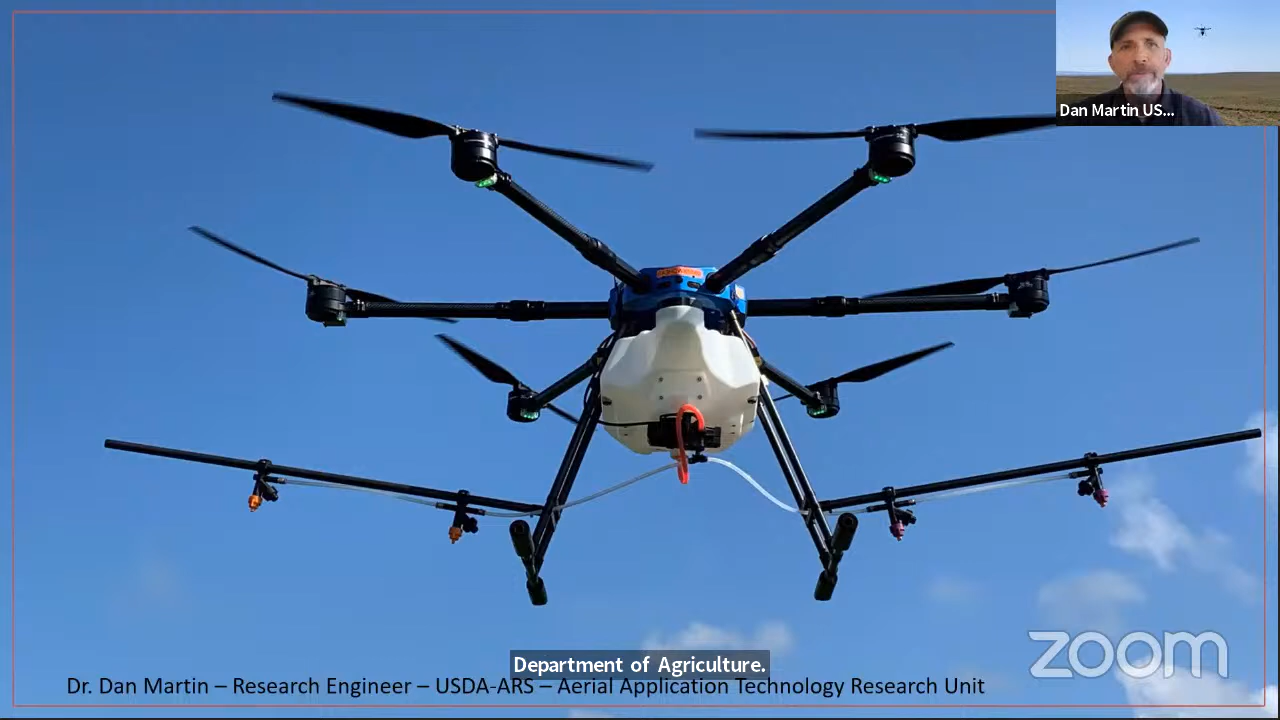 Dan Martin US...
zoom
Department of Agriculture.
Dr. Dan Martin – Research Engineer – USDA-ARS – Aerial Application Technology Research Unit